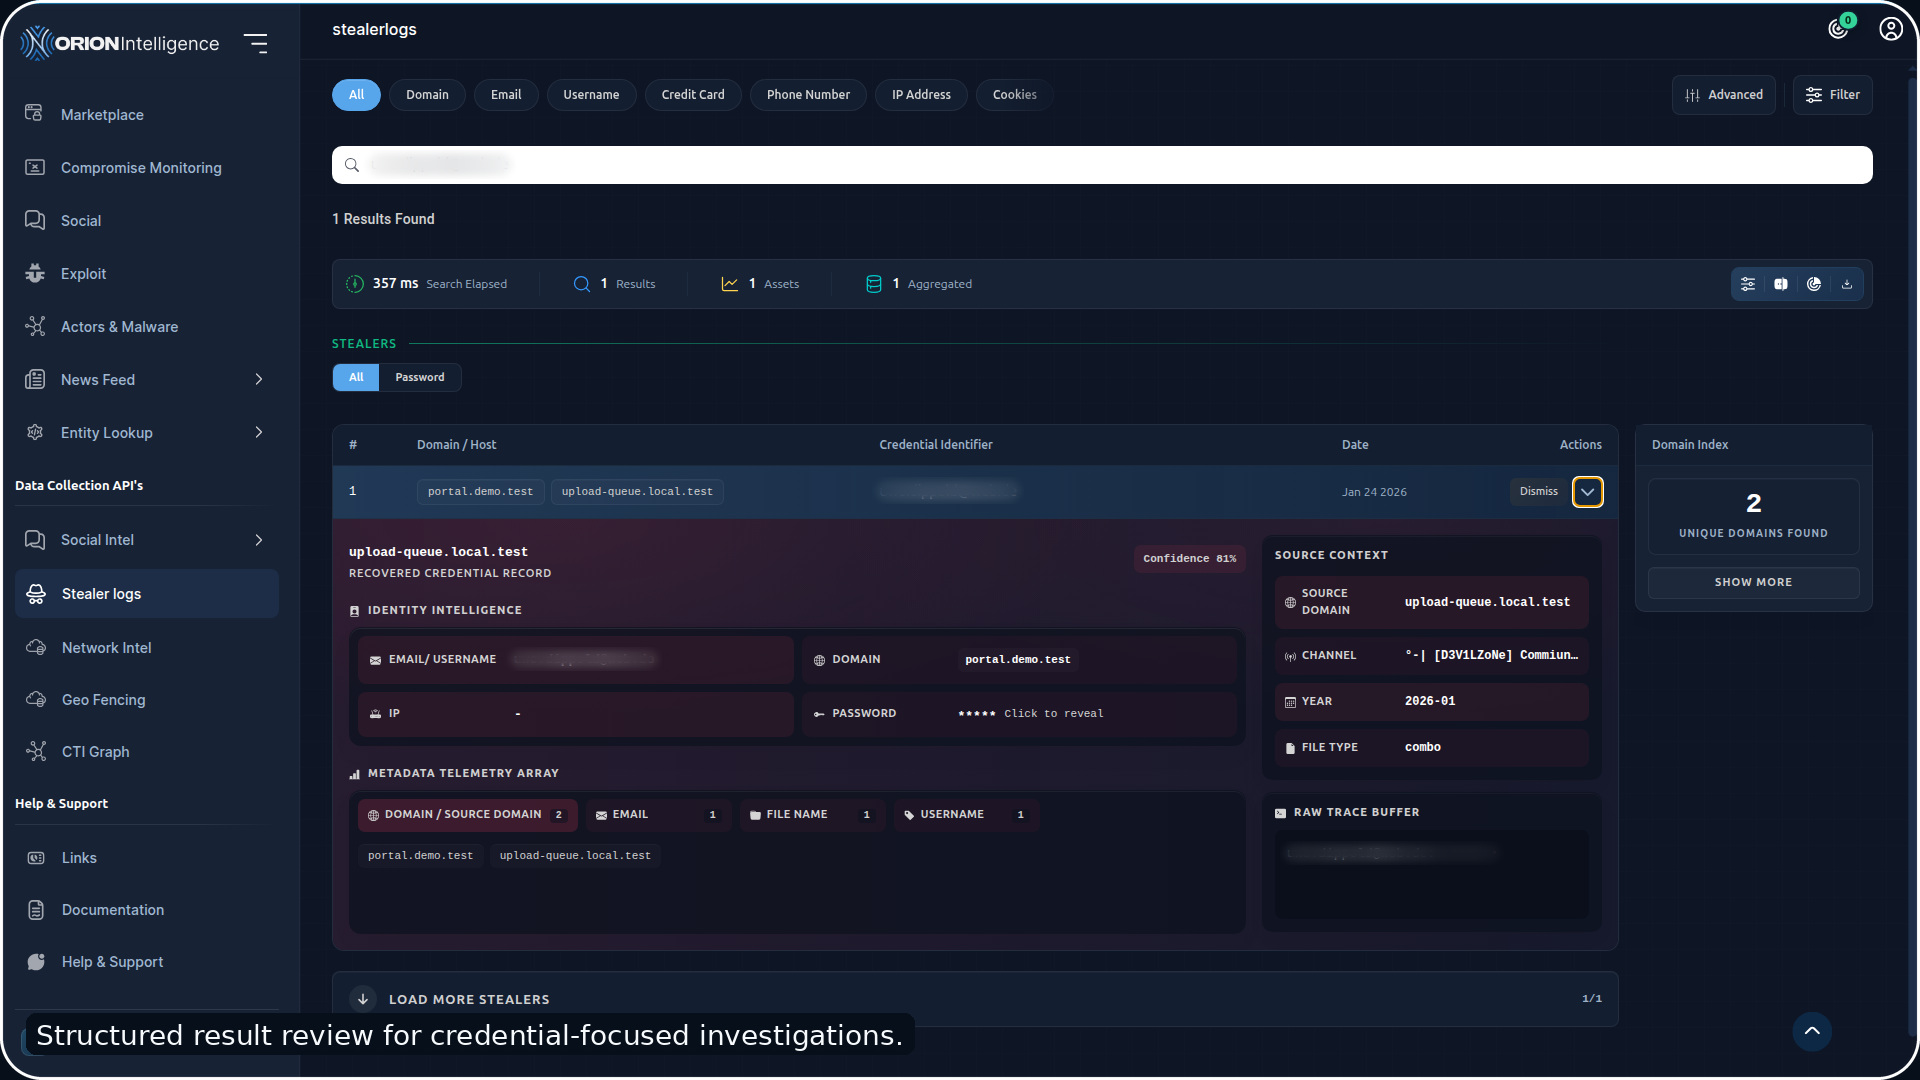 ORIONIntelligence
stealerlogs
0
All
Domain
Email
Username
Credit Card
Phone Number
IP Address
Cookies
Advanced
Filter
1 Results Found
357 ms Search Elapsed
1 Results
1 Assets
1 Aggregated
STEALERS
All
Password
Marketplace
Compromise Monitoring
Social
Exploit
Actors & Malware
News Feed
Entity Lookup
Data Collection API's
Social Intel
Stealer logs
Network Intel
Geo Fencing
CTI Graph
Help & Support
Links
Documentation
Help & Support
# Domain / Host Credential Identifier Date Actions
1 portal.demo.test upload-queue.local.test Jan 24 2026 Dismiss
upload-queue.local.test
RECOVERED CREDENTIAL RECORD
Confidence 81%
IDENTITY INTELLIGENCE
EMAIL/ USERNAME
DOMAIN portal.demo.test
IP -
PASSWORD ***** Click to reveal
METADATA TELEMETRY ARRAY
DOMAIN / SOURCE DOMAIN 2
EMAIL 1
FILE NAME 1
USERNAME 1
portal.demo.test upload-queue.local.test
SOURCE CONTEXT
SOURCE DOMAIN upload-queue.local.test
CHANNEL °-| [D3V1LZoNe] Commiun…
YEAR 2026-01
FILE TYPE combo
RAW TRACE BUFFER
Domain Index
2
UNIQUE DOMAINS FOUND
SHOW MORE
LOAD MORE STEALERS 1/1
Structured result review for credential-focused investigations.